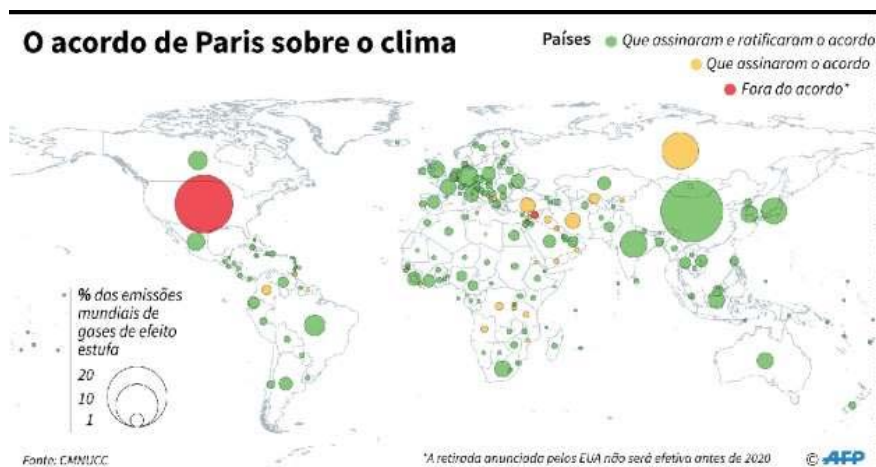 O acordo de Paris sobre o clima
Países
Que assinaram e ratificaram o acordo
Que assinaram o acordo
Fora do acordo*
% das emissões
mundiais de
gases de efeito
estufa
20
10
1
Fonte: CMNUCC
*A retirada anunciada pelos EUA não será efetiva antes de 2020
© AFP